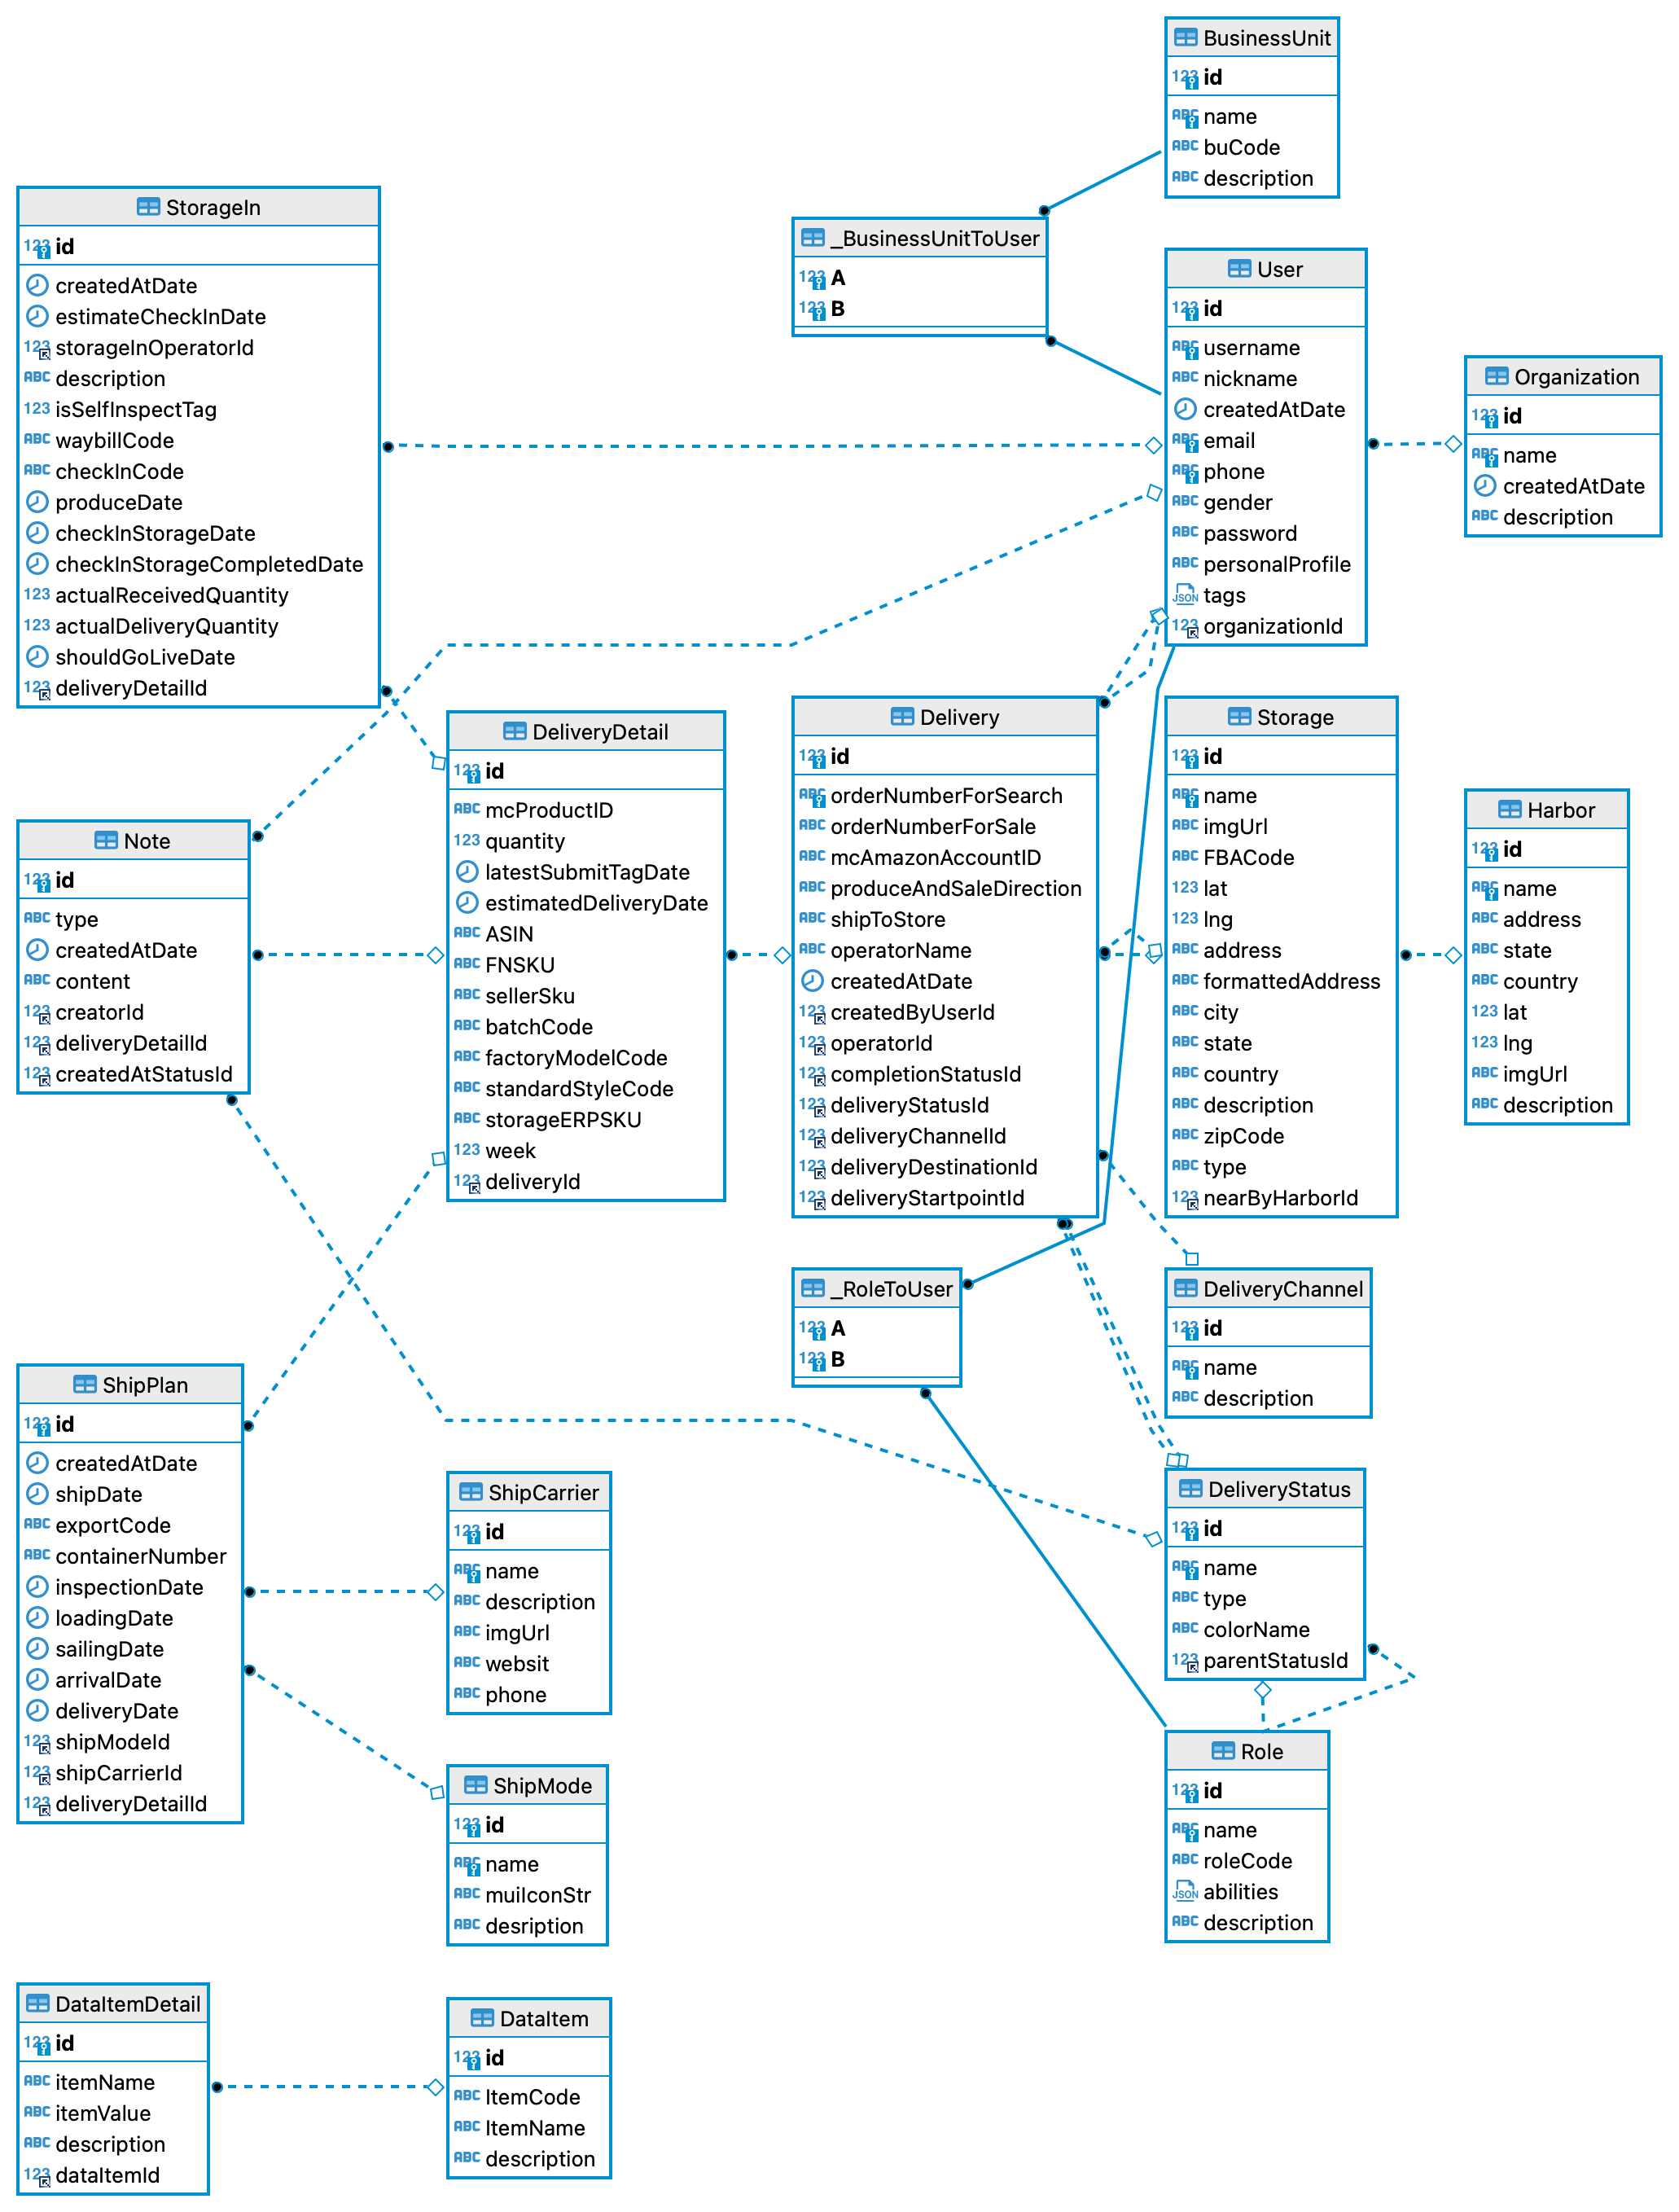 BusinessUnit
123 id
ABC name
ABC buCode
ABC description
StorageIn
123 id
createdAtDate
estimateCheckInDate
123 storageInOperatorId
ABC description
123 isSelfInspectTag
ABC waybillCode
ABC checkInCode
produceDate
checkInStorageDate
checkInStorageCompletedDate
123 actualReceivedQuantity
123 actualDeliveryQuantity
shouldGoLiveDate
123 deliveryDetailId
_BusinessUnitToUser
123 A
123 B
User
123 id
ABC username
ABC nickname
createdAtDate
ABC email
ABC phone
ABC gender
ABC password
ABC personalProfile
JSON tags
123 organizationId
Organization
123 id
ABC name
createdAtDate
ABC description
DeliveryDetail
123 id
ABC mcProductID
123 quantity
latestSubmitTagDate
estimatedDeliveryDate
ABC ASIN
ABC FNSKU
ABC sellerSku
ABC batchCode
ABC factoryModelCode
ABC standardStyleCode
ABC storageERPSKU
123 week
123 deliveryId
Delivery
123 id
ABC orderNumberForSearch
ABC orderNumberForSale
ABC mcAmazonAccountID
ABC produceAndSaleDirection
ABC shipToStore
ABC operatorName
createdAtDate
123 createdByUserId
123 operatorId
123 completionStatusId
123 deliveryStatusId
123 deliveryChannelId
123 deliveryDestinationId
123 deliveryStartpointId
Storage
123 id
ABC name
ABC imgUrl
ABC FBACode
123 lat
123 lng
ABC address
ABC formattedAddress
ABC city
ABC state
ABC country
ABC description
ABC zipCode
ABC type
123 nearByHarborId
Harbor
123 id
ABC name
ABC address
ABC state
ABC country
123 lat
123 lng
ABC imgUrl
ABC description
Note
123 id
ABC type
createdAtDate
ABC content
123 creatorId
123 deliveryDetailId
123 createdAtStatusId
_RoleToUser
123 A
123 B
DeliveryChannel
123 id
ABC name
ABC description
ShipPlan
123 id
createdAtDate
shipDate
ABC exportCode
ABC containerNumber
inspectionDate
loadingDate
sailingDate
arrivalDate
deliveryDate
123 shipModeId
123 shipCarrierId
123 deliveryDetailId
ShipCarrier
123 id
ABC name
ABC description
ABC imgUrl
ABC websit
ABC phone
DeliveryStatus
123 id
ABC name
ABC type
ABC colorName
123 parentStatusId
ShipMode
123 id
ABC name
ABC muiIconStr
ABC desription
Role
123 id
ABC name
ABC roleCode
JSON abilities
ABC description
DataItemDetail
123 id
ABC itemName
ABC itemValue
ABC description
123 dataItemId
DataItem
123 id
ABC ItemCode
ABC ItemName
ABC description